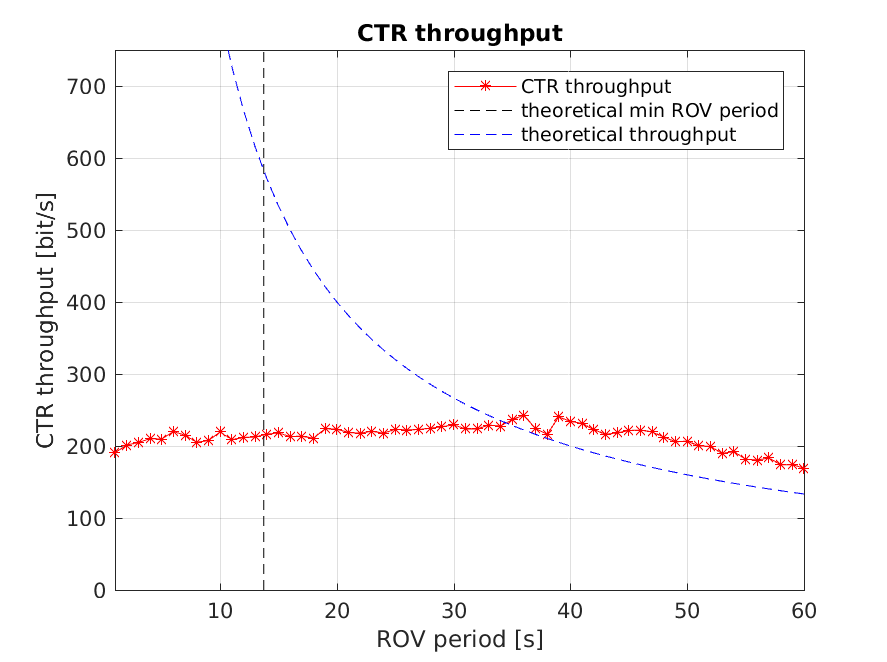 CTR throughput
CTR throughput [bit/s]
700
600
500
400
300
200
100
0
CTR throughput
theoretical min ROV period
theoretical throughput
10 20 30 40 50 60
ROV period [s]